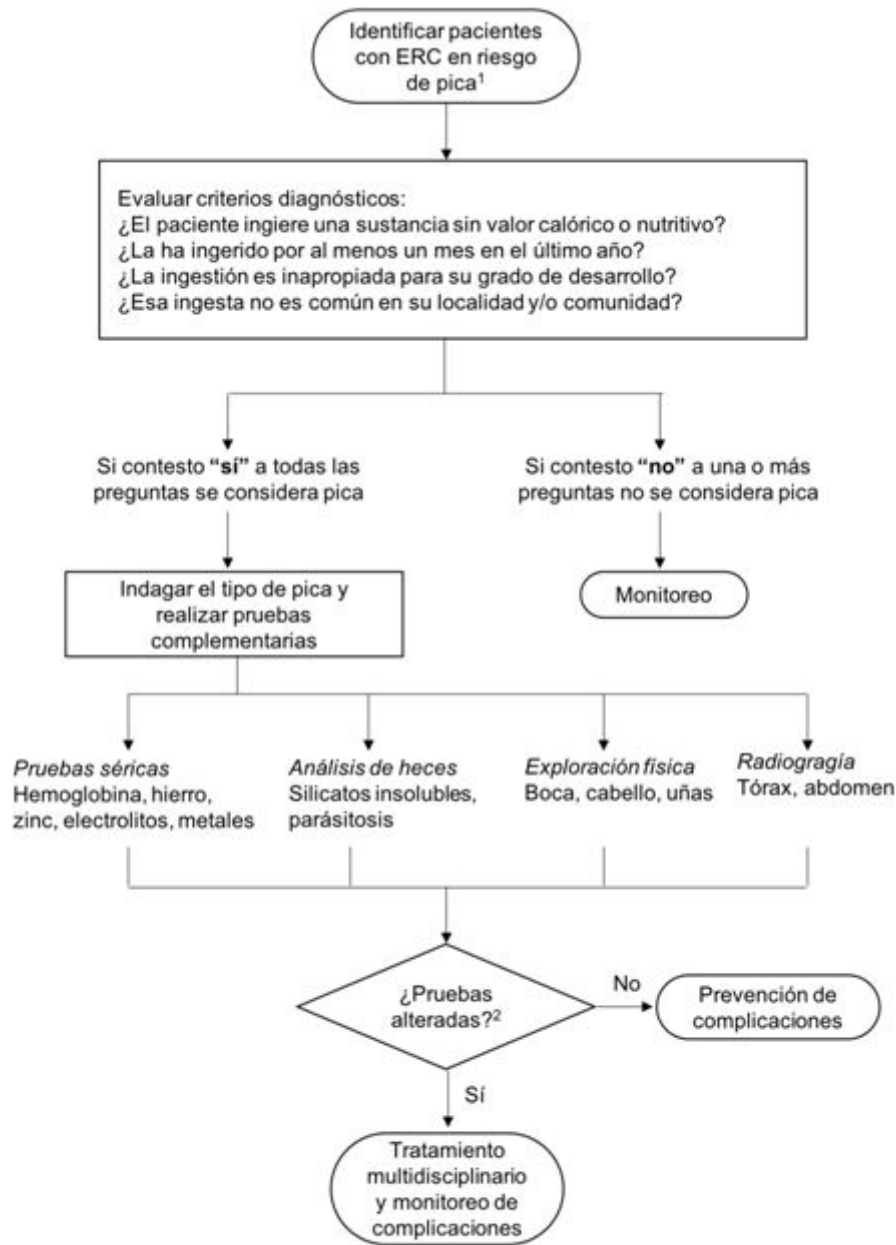 Identificar pacientes
con ERC en riesgo
de pica¹
Evaluar criterios diagnósticos:
¿El paciente ingiere una sustancia sin valor calórico o nutritivo?
¿La ha ingerido por al menos un mes en el último año?
¿La ingestión es inapropiada para su grado de desarrollo?
¿Esa ingesta no es común en su localidad y/o comunidad?
Si contesto “sí” a todas las
preguntas se considera pica
Si contesto “no” a una o más
preguntas no se considera pica
Indagar el tipo de pica y
realizar pruebas
complementarias
Monitoreo
Pruebas séricas
Hemoglobina, hierro,
zinc, electrolitos, metales
Análisis de heces
Silicatos insolubles,
parásitosis
Exploración física
Boca, cabello, uñas
Radiogragía
Tórax, abdomen
¿Pruebas
alteradas?²
No
Prevención de
complicaciones
Sí
Tratamiento
multidisciplinario
y monitoreo de
complicaciones